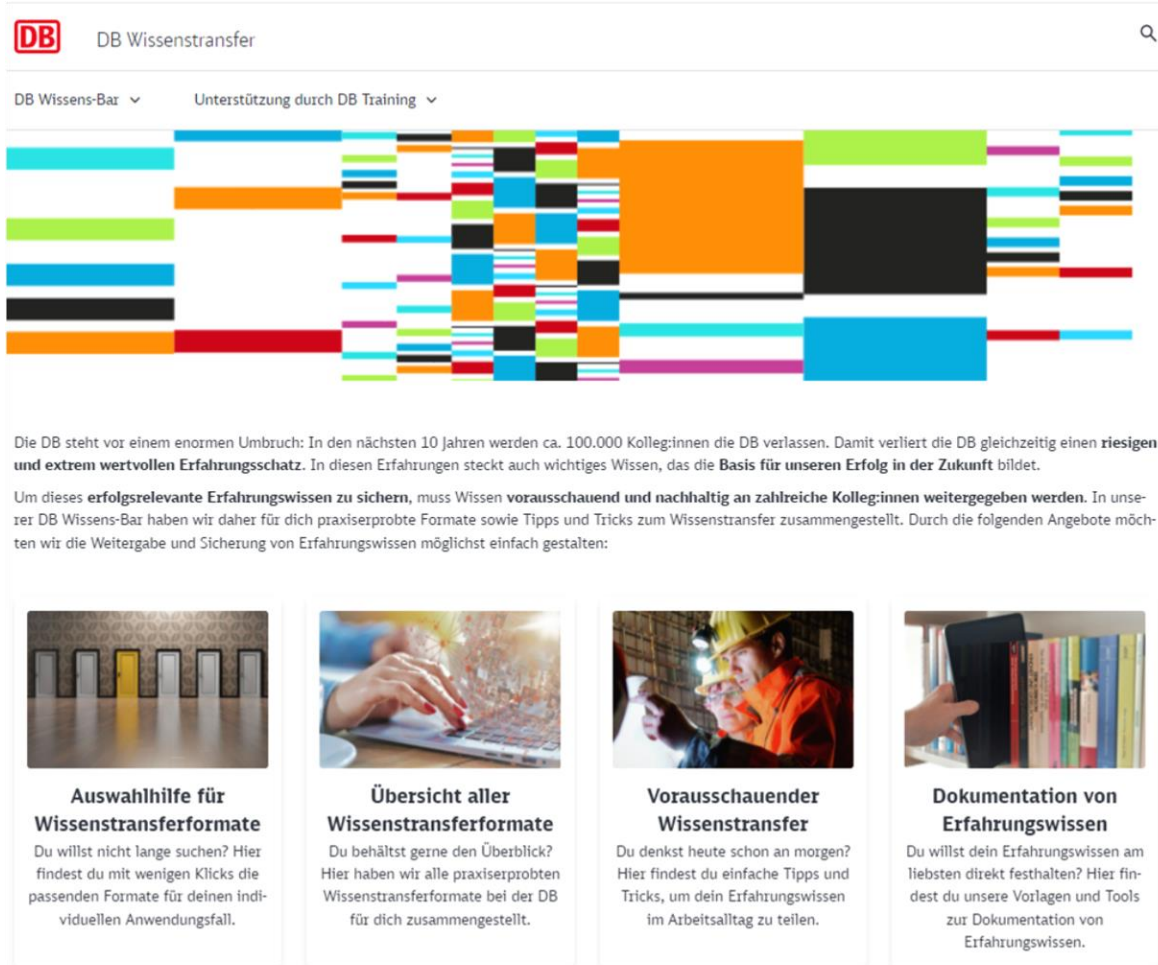 DB
DB Wissenstransfer
DB Wissens-Bar
Unterstützung durch DB Training
Die DB steht vor einem enormen Umbruch: In den nächsten 10 Jahren werden ca. 100.000 Kolleg:innen die DB verlassen. Damit verliert die DB gleichzeitig einen riesigen
und extrem wertvollen Erfahrungsschatz. In diesen Erfahrungen steckt auch wichtiges Wissen, das die Basis für unseren Erfolg in der Zukunft bildet.
Um dieses erfolgsrelevante Erfahrungswissen zu sichern, muss Wissen vorausschauend und nachhaltig an zahlreiche Kolleg:innen weitergegeben werden. In unse-
rer DB Wissens-Bar haben wir daher für dich praxiserprobte Formate sowie Tipps und Tricks zum Wissenstransfer zusammengestellt. Durch die folgenden Angebote möch-
ten wir die Weitergabe und Sicherung von Erfahrungswissen möglichst einfach gestalten:
Auswahlhilfe für
Wissenstransferformate
Du willst nicht lange suchen? Hier
findest du mit wenigen Klicks die
passenden Formate für deinen indi-
viduellen Anwendungsfall.
Übersicht aller
Wissenstransferformate
Du behältst gerne den Überblick?
Hier haben wir alle praxiserprobten
Wissenstransferformate bei der DB
für dich zusammengestellt.
Vorausschauender
Wissenstransfer
Du denkst heute schon an morgen?
Hier findest du einfache Tipps und
Tricks, um dein Erfahrungswissen
im Arbeitsalltag zu teilen.
Dokumentation von
Erfahrungswissen
Du willst dein Erfahrungswissen am
liebsten direkt festhalten? Hier fin-
dest du unsere Vorlagen und Tools
zur Dokumentation von
Erfahrungswissen.